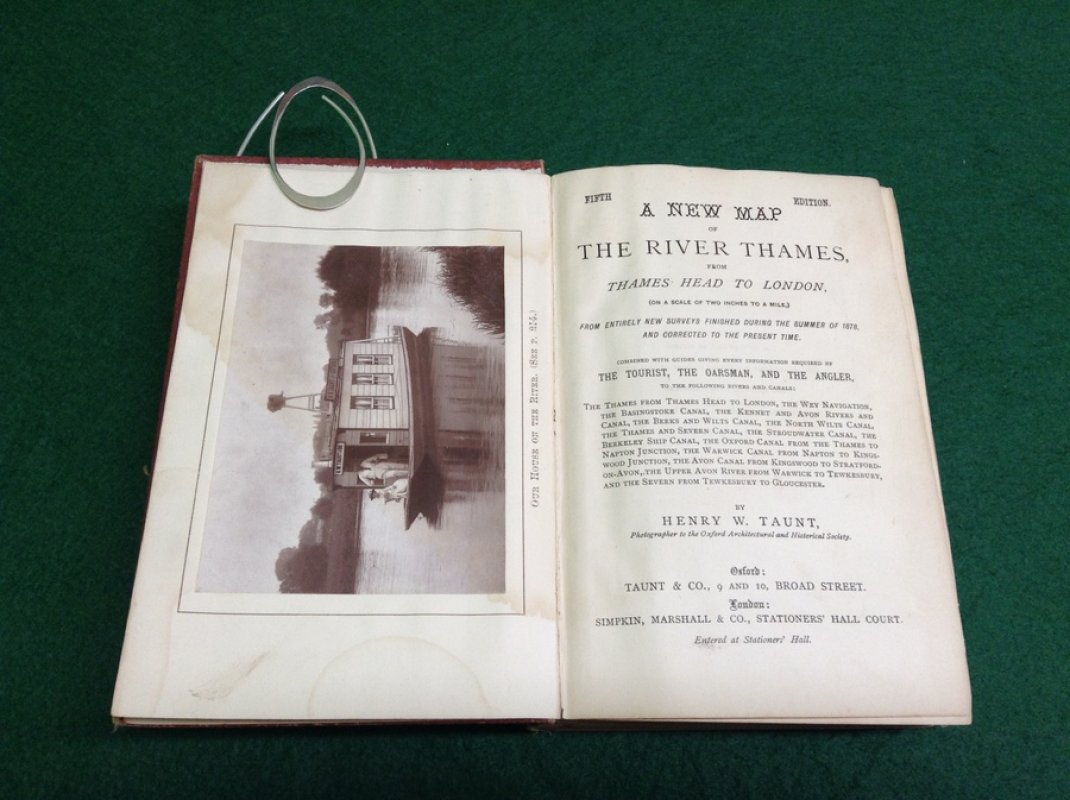 OUR HOUSE ON THE RIVER. (SEE P. 274.)
FIFTH EDITION.
A NEW MAP
OF
THE RIVER THAMES,
FROM
THAMES HEAD TO LONDON,
(ON A SCALE OF TWO INCHES TO A MILE,)
FROM ENTIRELY NEW SURVEYS FINISHED DURING THE SUMMER OF 1878,
AND CORRECTED TO THE PRESENT TIME.
COMBINED WITH GUIDES GIVING EVERY INFORMATION REQUIRED BY
THE TOURIST, THE OARSMAN, AND THE ANGLER,
TO THE FOLLOWING RIVERS AND CANALS:
THE THAMES FROM THAMES HEAD TO LONDON, THE WEY NAVIGATION,
THE BASINGSTOKE CANAL, THE KENNET AND AVON RIVERS AND
CANAL, THE BERKS AND WILTS CANAL, THE NORTH WILTS CANAL,
THE THAMES AND SEVERN CANAL, THE STROUDWATER CANAL, THE
BERKELEY SHIP CANAL, THE OXFORD CANAL FROM THE THAMES TO
NAPTON JUNCTION, THE WARWICK CANAL FROM NAPTON TO KINGS-
WOOD JUNCTION, THE AVON CANAL FROM KINGSWOOD TO STRATFORD-
ON-AVON, THE UPPER AVON RIVER FROM WARWICK TO TEWKESBURY,
AND THE SEVERN FROM TEWKESBURY TO GLOUCESTER.
BY
HENRY W. TAUNT,
Photographer to the Oxford Architectural and Historical Society.
Oxford:
TAUNT & CO., 9 AND 10, BROAD STREET.
London:
SIMPKIN, MARSHALL & CO., STATIONERS' HALL COURT.
Entered at Stationers' Hall.